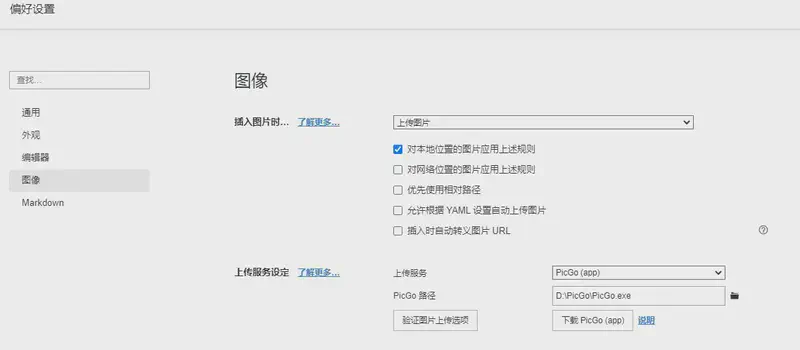 偏好设置
查找...
通用
外观
编辑器
图像
Markdown
图像
插入图片时... 了解更多... 上传图片
对本地位置的图片应用上述规则
对网络位置的图片应用上述规则
优先使用相对路径
允许根据 YAML 设置自动上传图片
插入时自动转义图片 URL
上传服务设定 了解更多... 上传服务 PicGo (app)
PicGo 路径 D:\PicGo\PicGo.exe
验证图片上传选项 下载 PicGo (app) 说明